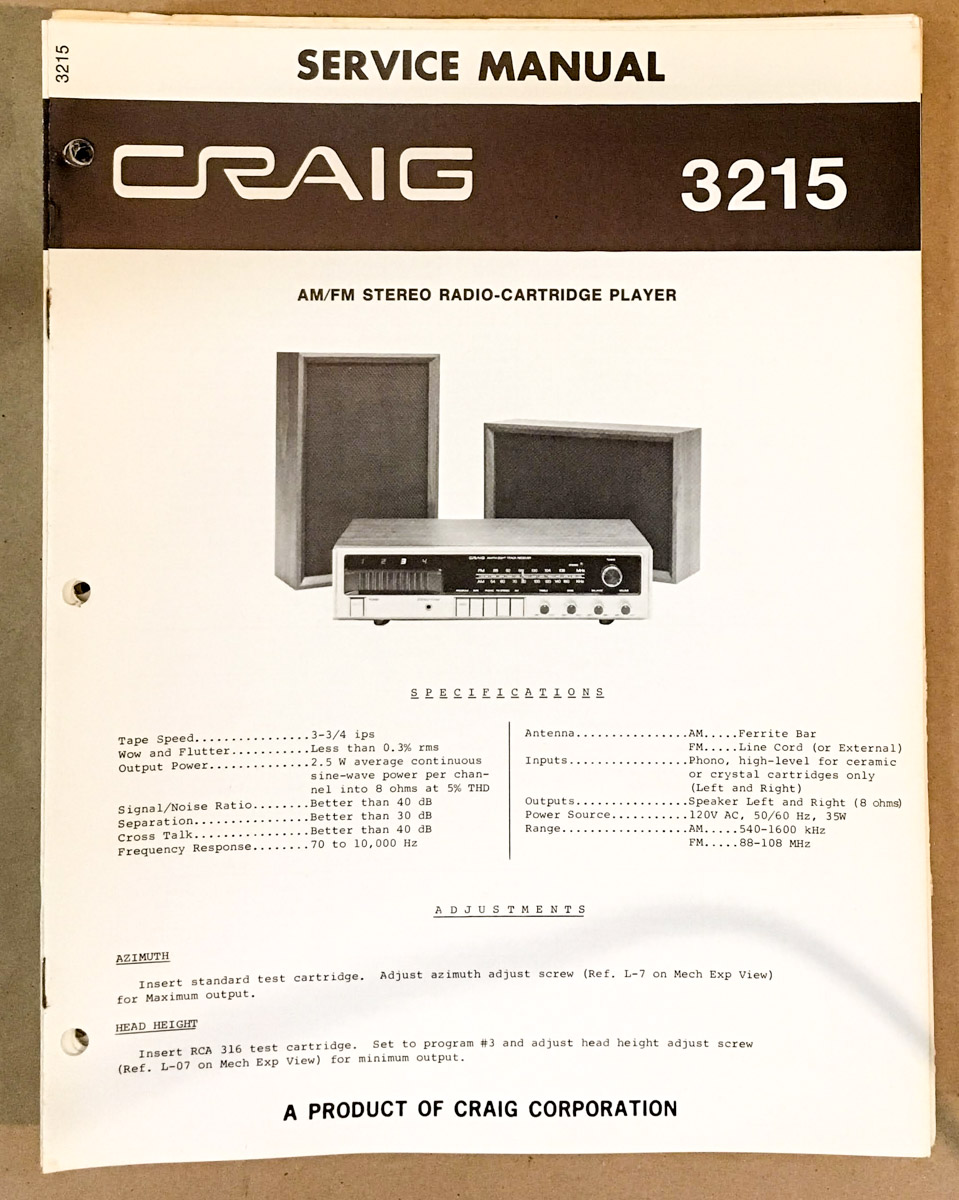 3215
SERVICE MANUAL
CRAIG
3215
AM/FM STEREO RADIO-CARTRIDGE PLAYER
1 2 3 4
CRAIG
SPECIFICATIONS
Tape Speed................3-3/4 ips
Wow and Flutter...........Less than 0.3% rms
Output Power..............2.5 W average continuous
sine-wave power per chan-
nel into 8 ohms at 5% THD
Signal/Noise Ratio........Better than 40 dB
Separation................Better than 30 dB
Cross Talk................Better than 40 dB
Frequency Response........70 to 10,000 Hz
Antenna................AM.....Ferrite Bar
FM.....Line Cord (or External)
Inputs.................Phono, high-level for ceramic
or crystal cartridges only
(Left and Right)
Outputs................Speaker Left and Right (8 ohms)
Power Source...........120V AC, 50/60 Hz, 35W
Range..................AM.....540-1600 kHz
FM.....88-108 MHz
ADJUSTMENTS
AZIMUTH
Insert standard test cartridge. Adjust azimuth adjust screw (Ref. L-7 on Mech Exp View)
for Maximum output.
HEAD HEIGHT
Insert RCA 316 test cartridge. Set to program #3 and adjust head height adjust screw
(Ref. L-07 on Mech Exp View) for minimum output.
A PRODUCT OF CRAIG CORPORATION